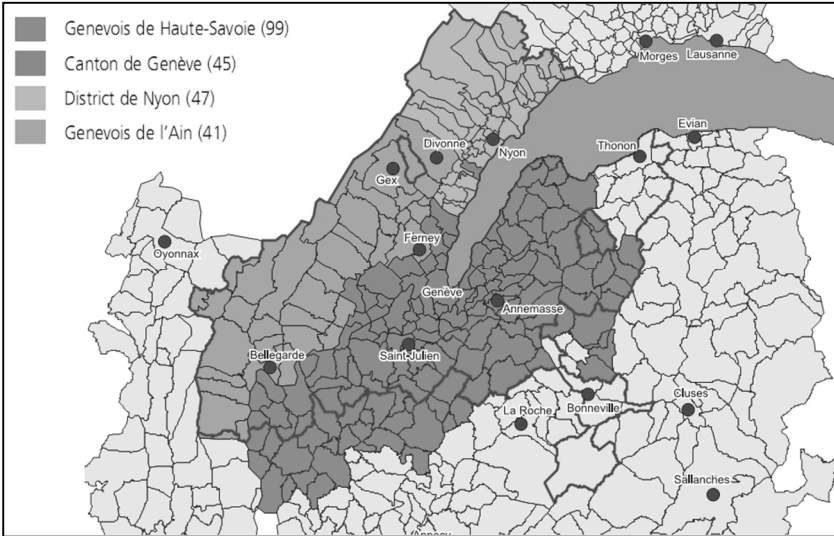 Genevois de Haute-Savoie (99)
Canton de Genève (45)
District de Nyon (47)
Genevois de l'Ain (41)
Morges
Lausanne
Evian
Thonon
Nyon
Divonne
Gex
Oyonnax
Ferney
Genève
Annemasse
Saint-Julien
Bellegarde
Bonneville
Cluses
La Roche
Sallanches
Annecy